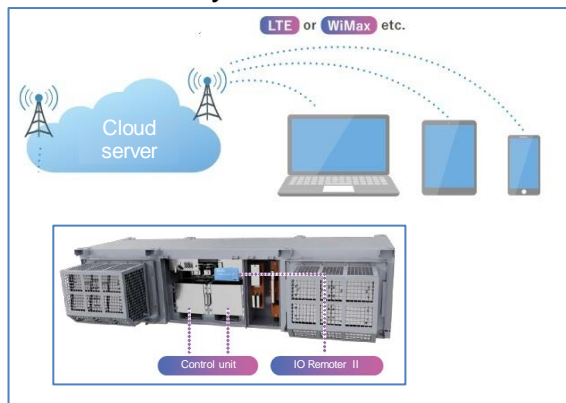 LTE or WiMax etc.
Cloud
server
Control unit
IO Remoter II